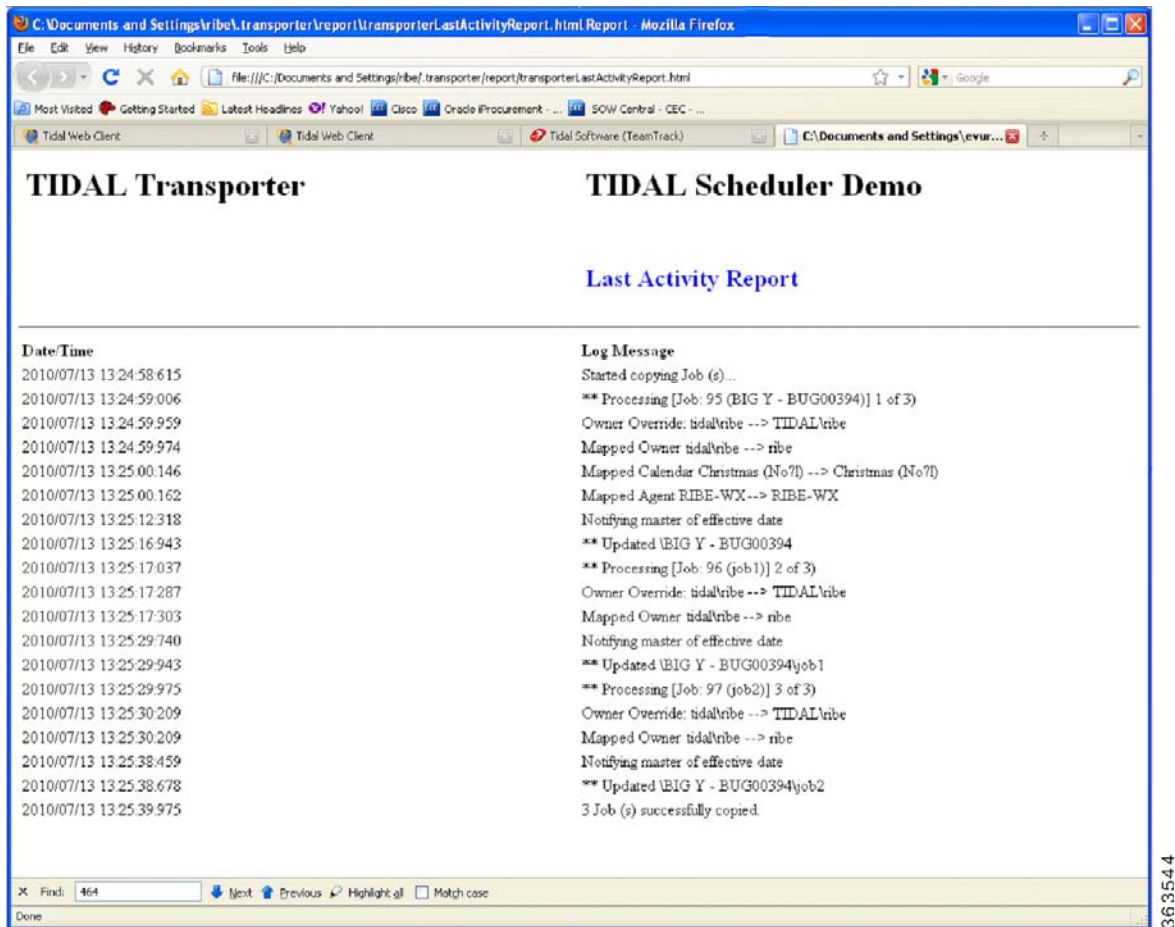 C:\Documents and Settings\ribe\.transporter\report\transporterLastActivityReport.html Report - Mozilla Firefox
File Edit View History Bookmarks Tools Help
file:///C:/Documents and Settings/ribe/.transporter/report/transporterLastActivityReport.html Google
Most Visited Getting Started Latest Headlines Yahoo! Cisco Oracle iProcurement - ... SOW Central - CEC - ...
Tidal Web Client Tidal Web Client Tidal Software (TeamTrack) C:\Documents and Settings\evur...
TIDAL Transporter TIDAL Scheduler Demo
Last Activity Report
Date/Time Log Message
2010/07/13 13:24:58:615 Started copying Job (s)...
2010/07/13 13:24:59:006 ** Processing [Job: 95 (BIG Y - BUG00394)] 1 of 3)
2010/07/13 13:24:59:959 Owner Override: tidal\ribe --> TIDAL\ribe
2010/07/13 13:24:59:974 Mapped Owner tidal\ribe --> ribe
2010/07/13 13:25:00:146 Mapped Calendar Christmas (No?l) --> Christmas (No?l)
2010/07/13 13:25:00:162 Mapped Agent RIBE-WX--> RIBE-WX
2010/07/13 13:25:12:318 Notifying master of effective date
2010/07/13 13:25:16:943 ** Updated \BIG Y - BUG00394
2010/07/13 13:25:17:037 ** Processing [Job: 96 (job1)] 2 of 3)
2010/07/13 13:25:17:287 Owner Override: tidal\ribe --> TIDAL\ribe
2010/07/13 13:25:17:303 Mapped Owner tidal\ribe --> ribe
2010/07/13 13:25:29:740 Notifying master of effective date
2010/07/13 13:25:29:943 ** Updated \BIG Y - BUG00394\job1
2010/07/13 13:25:29:975 ** Processing [Job: 97 (job2)] 3 of 3)
2010/07/13 13:25:30:209 Owner Override: tidal\ribe --> TIDAL\ribe
2010/07/13 13:25:30:209 Mapped Owner tidal\ribe --> ribe
2010/07/13 13:25:38:459 Notifying master of effective date
2010/07/13 13:25:38:678 ** Updated \BIG Y - BUG00394\job2
2010/07/13 13:25:39:975 3 Job (s) successfully copied.
Find: 464 Next Previous Highlight all Match case
Done
363544